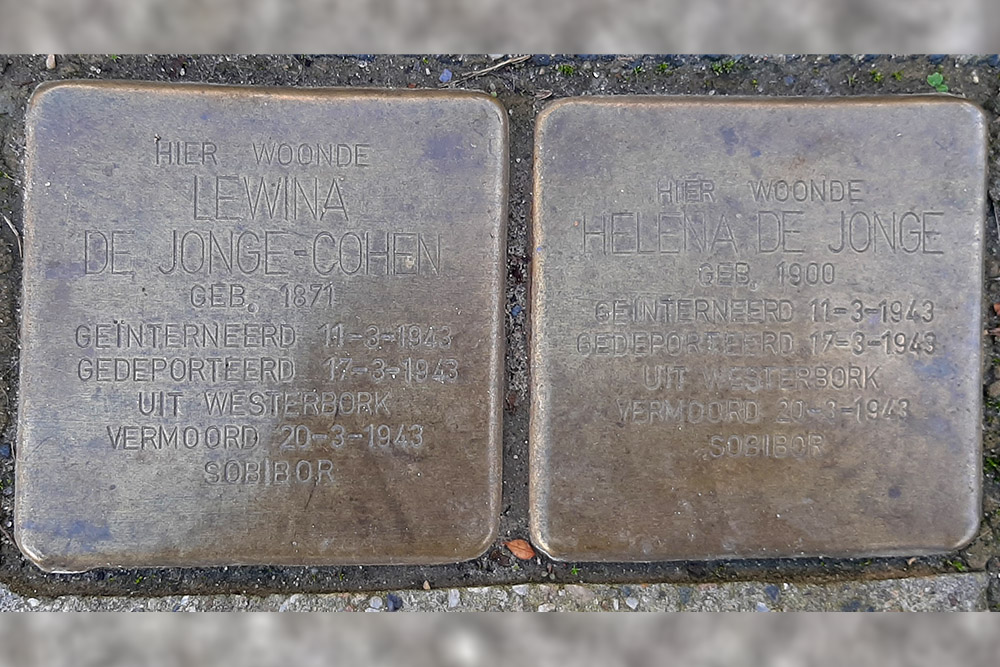 HIER WOONDE
LEWINA
DE JONGE-COHEN
GEB. 1871
GEÏNTERNEERD 11-3-1943
GEDEPORTEERD 17-3-1943
UIT WESTERBORK
VERMOORD 20-3-1943
SOBIBOR
HIER WOONDE
HELENA DE JONGE
GEB. 1900
GEÏNTERNEERD 11-3-1943
GEDEPORTEERD 17-3-1943
UIT WESTERBORK
VERMOORD 20-3-1943
SOBIBOR